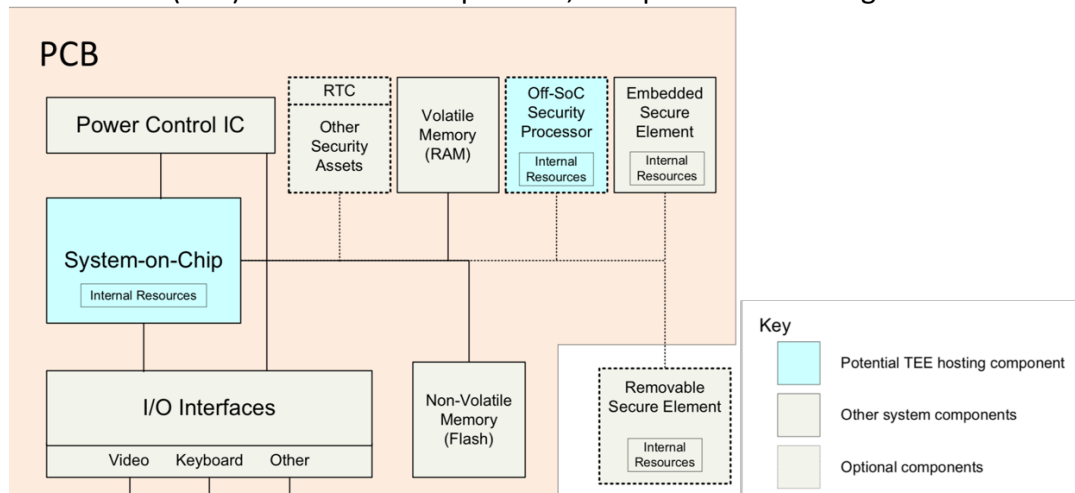 PCB
Power Control IC
RTC
Other
Security
Assets
Volatile
Memory
(RAM)
Off-SoC
Security
Processor
Internal
Resources
Embedded
Secure
Element
Internal
Resources
System-on-Chip
Internal Resources
I/O Interfaces
Video Keyboard Other
Non-Volatile
Memory
(Flash)
Removable
Secure Element
Internal
Resources
Key
Potential TEE hosting component
Other system components
Optional components